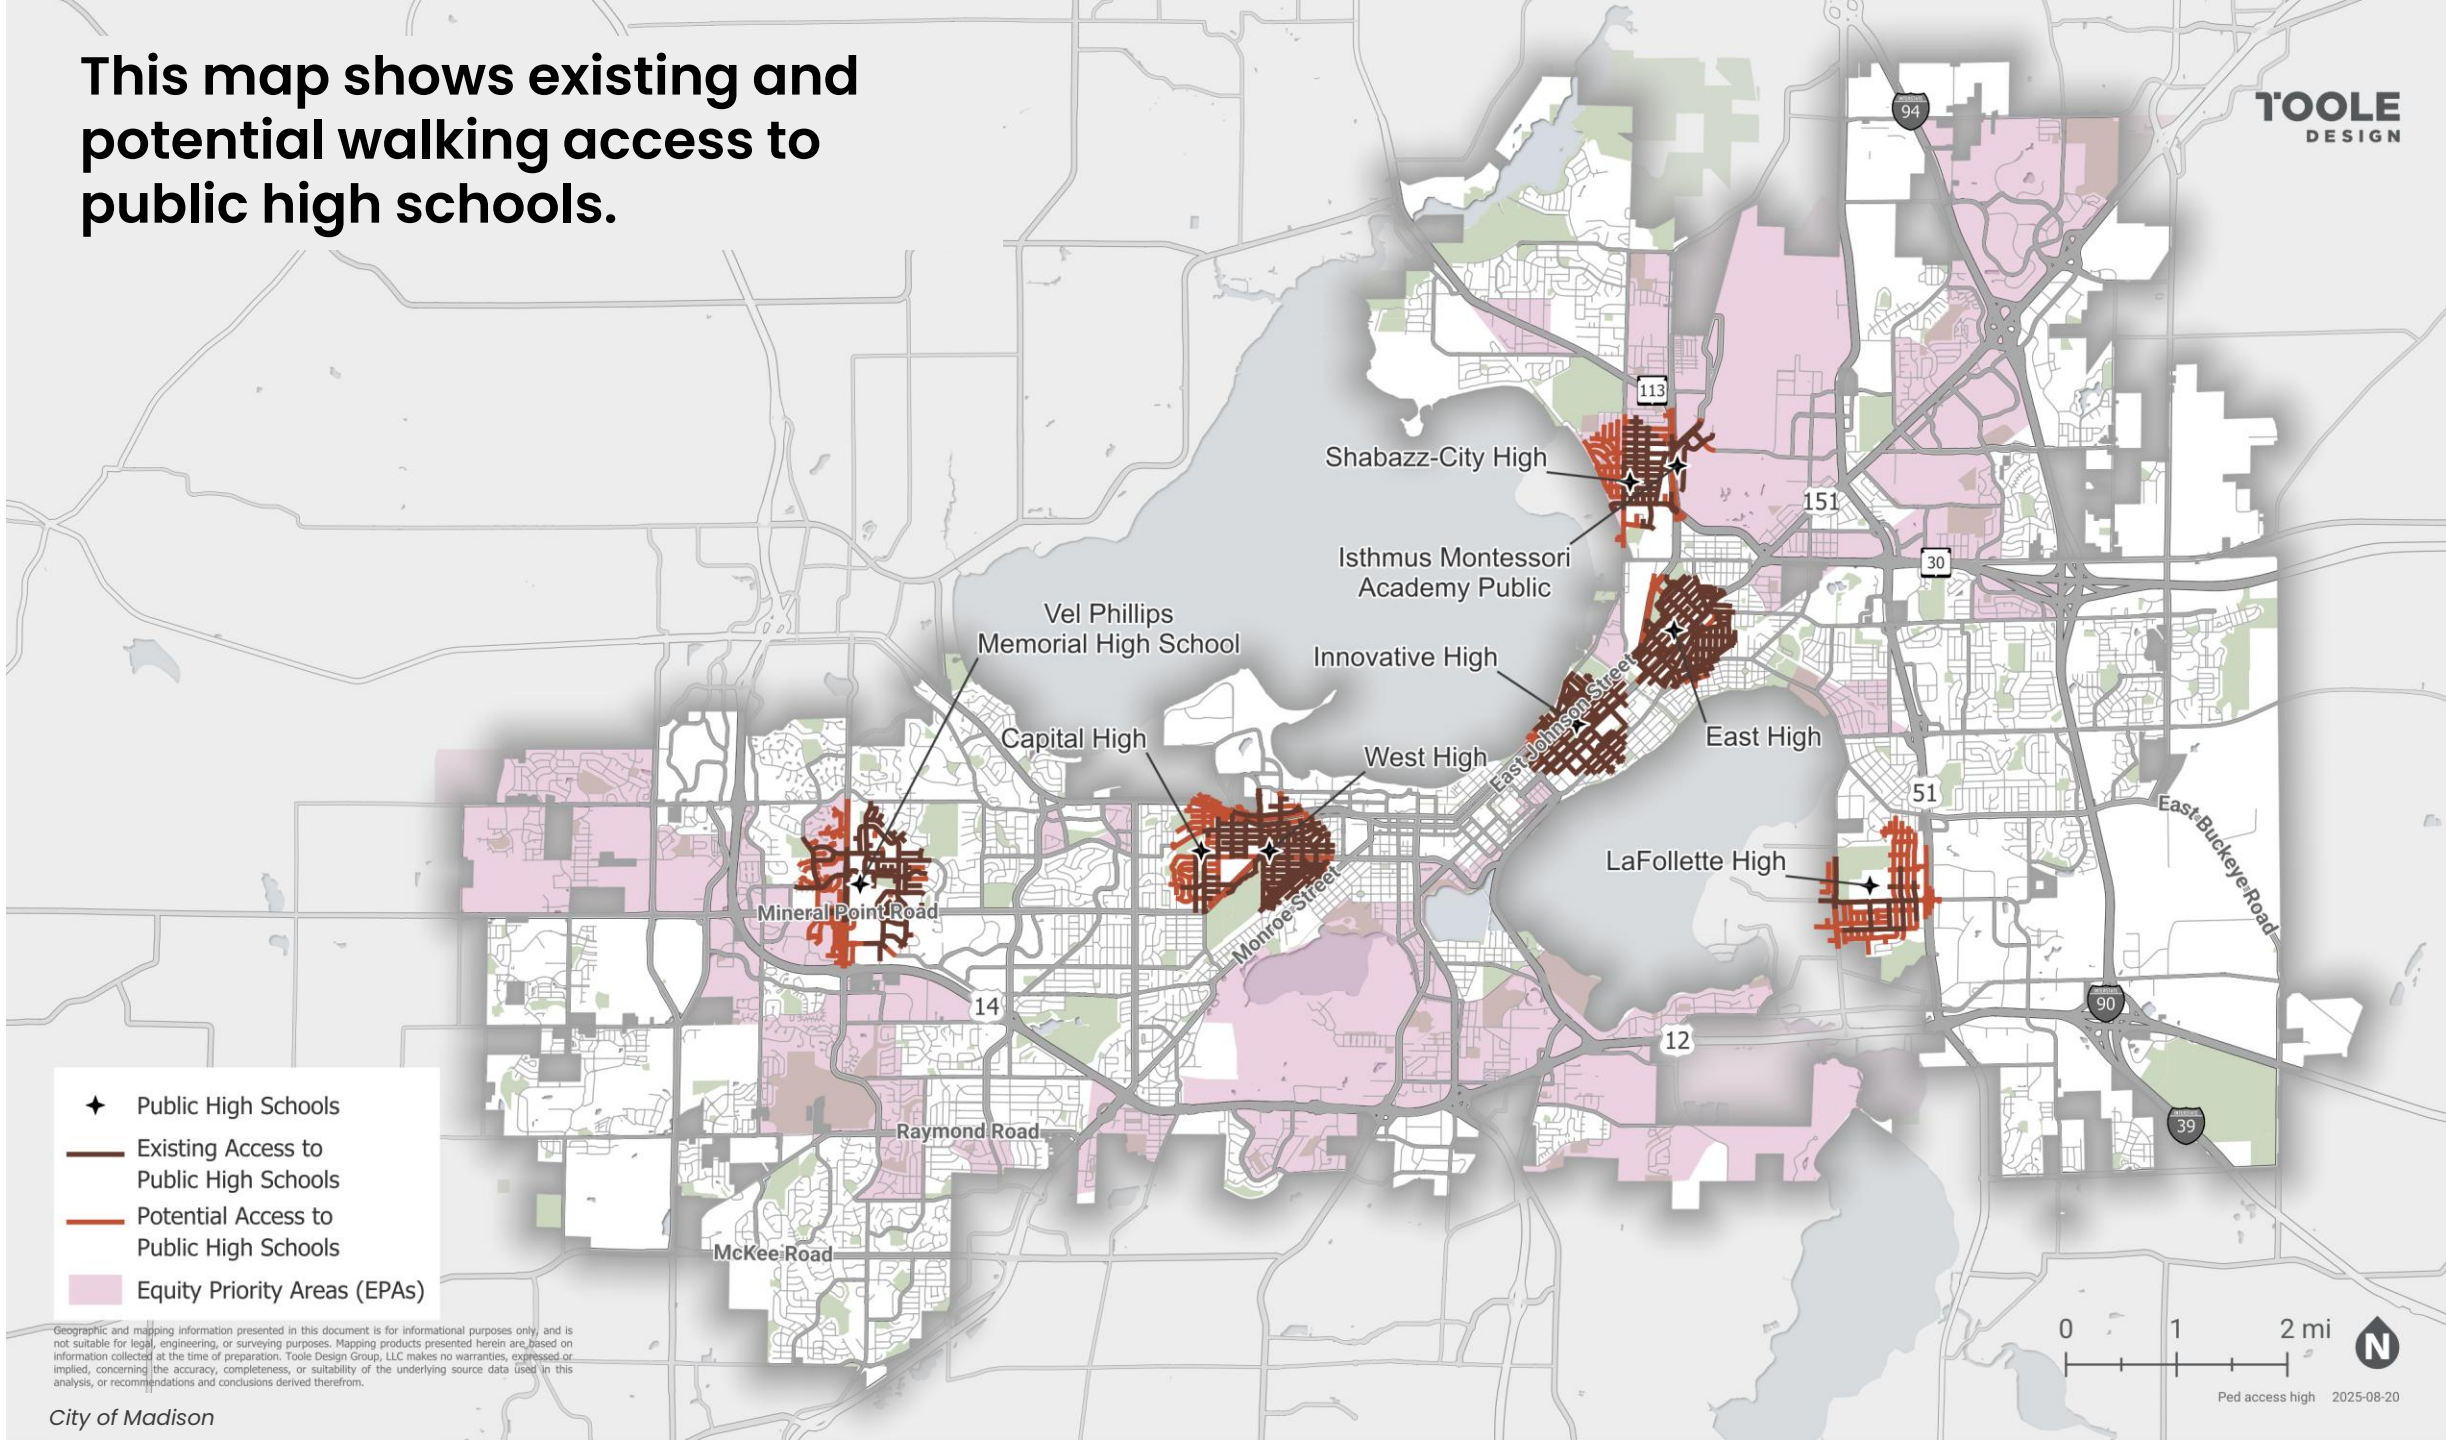 This map shows existing and
potential walking access to
public high schools.
TOOLE
DESIGN
INTERSTATE
94
113
Shabazz-City High
151
Isthmus Montessori
Academy Public
30
Vel Phillips
Memorial High School
Innovative High
East Johnson Street
Capital High
West High
East High
51
East Buckeye Road
LaFollette High
Mineral Point Road
Monroe Street
14
INTERSTATE
90
12
Raymond Road
INTERSTATE
39
McKee Road
Public High Schools
Existing Access to
Public High Schools
Potential Access to
Public High Schools
Equity Priority Areas (EPAs)
Geographic and mapping information presented in this document is for informational purposes only, and is
not suitable for legal, engineering, or surveying purposes. Mapping products presented herein are based on
information collected at the time of preparation. Toole Design Group, LLC makes no warranties, expressed or
implied, concerning the accuracy, completeness, or suitability of the underlying source data used in this
analysis, or recommendations and conclusions derived therefrom.
City of Madison
0 1 2 mi
N
Ped access high 2025-08-20